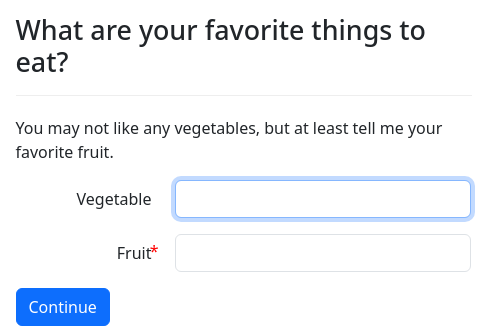 What are your favorite things to
eat?
You may not like any vegetables, but at least tell me your
favorite fruit.
Vegetable
Fruit*
Continue